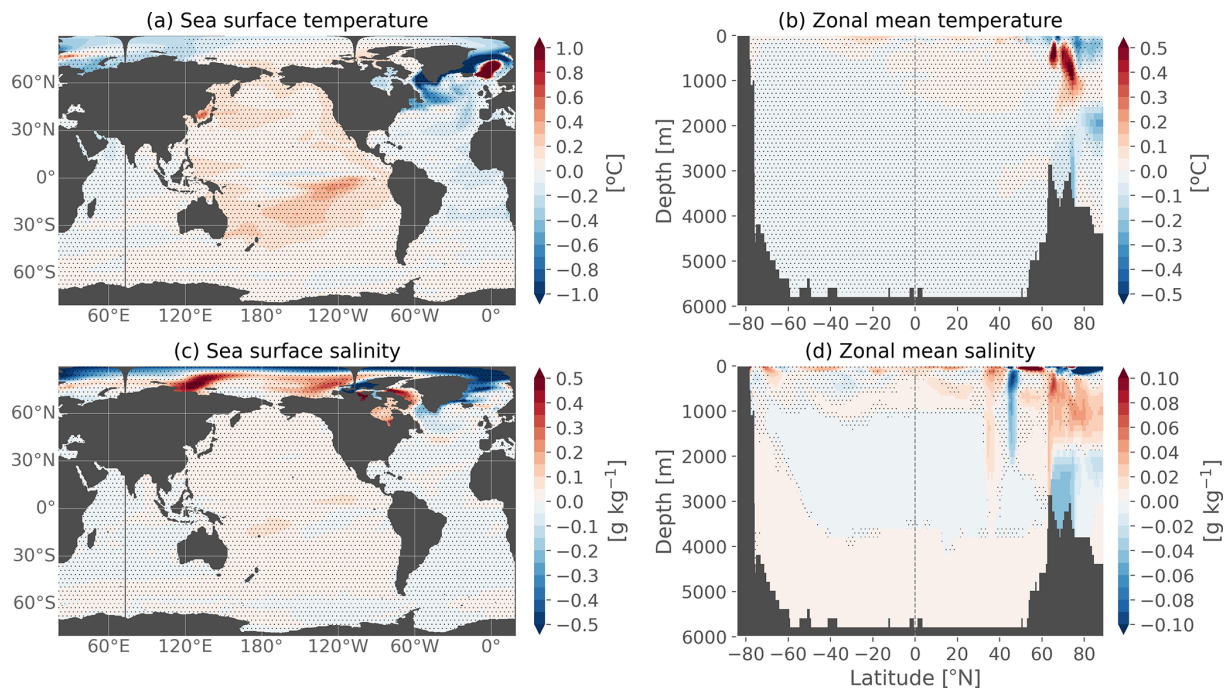 (a) Sea surface temperature
60°N
30°N
0°
30°S
60°S
60°E 120°E 180° 120°W 60°W 0°
1.0
0.8
0.6
0.4
0.2
0.0
−0.2
−0.4
−0.6
−0.8
−1.0
[ºC]
(b) Zonal mean temperature
0
1000
2000
3000
4000
5000
6000
Depth [m]
−80 −60 −40 −20 0 20 40 60 80
0.5
0.4
0.3
0.2
0.1
0.0
−0.1
−0.2
−0.3
−0.4
−0.5
[ºC]
(c) Sea surface salinity
60°N
30°N
0°
30°S
60°S
60°E 120°E 180° 120°W 60°W 0°
0.5
0.4
0.3
0.2
0.1
0.0
−0.1
−0.2
−0.3
−0.4
−0.5
[g kg⁻¹]
(d) Zonal mean salinity
0
1000
2000
3000
4000
5000
6000
Depth [m]
−80 −60 −40 −20 0 20 40 60 80
Latitude [°N]
0.10
0.08
0.06
0.04
0.02
0.00
−0.02
−0.04
−0.06
−0.08
−0.10
[g kg⁻¹]